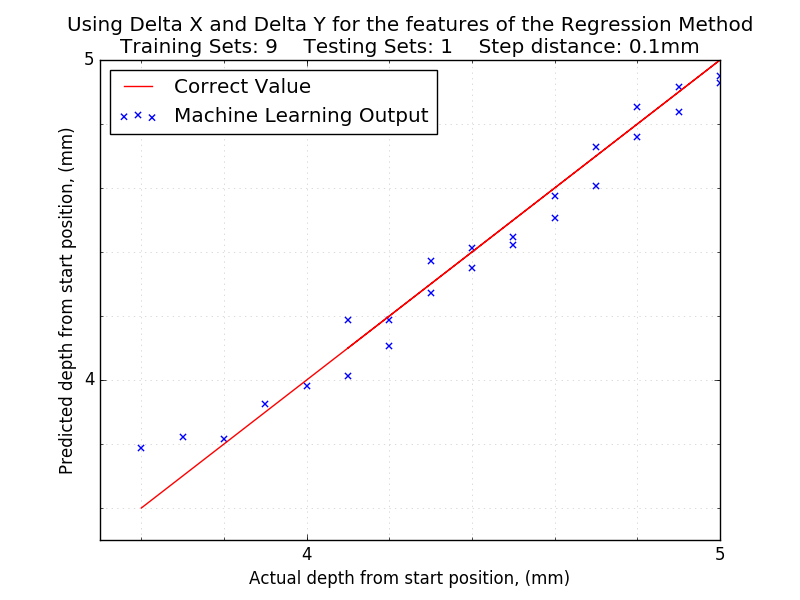 Using Delta X and Delta Y for the features of the Regression Method
Training Sets: 9    Testing Sets: 1    Step distance: 0.1mm
5
Correct Value
Machine Learning Output
Predicted depth from start position, (mm)
4
4
5
Actual depth from start position, (mm)